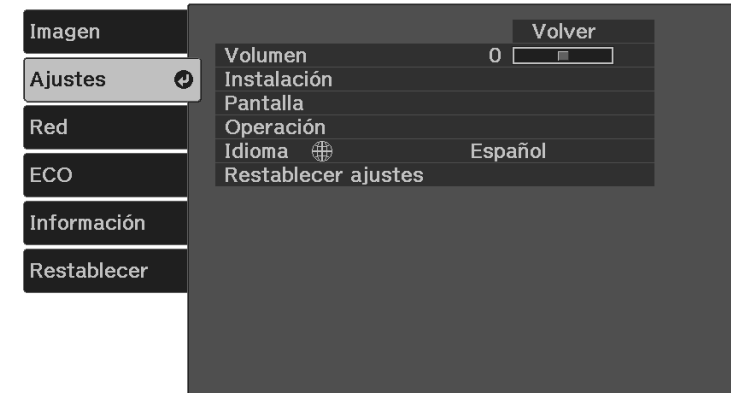 Imagen
Ajustes
Red
ECO
Información
Restablecer
Volver
Volumen 0
Instalación
Pantalla
Operación
Idioma Español
Restablecer ajustes